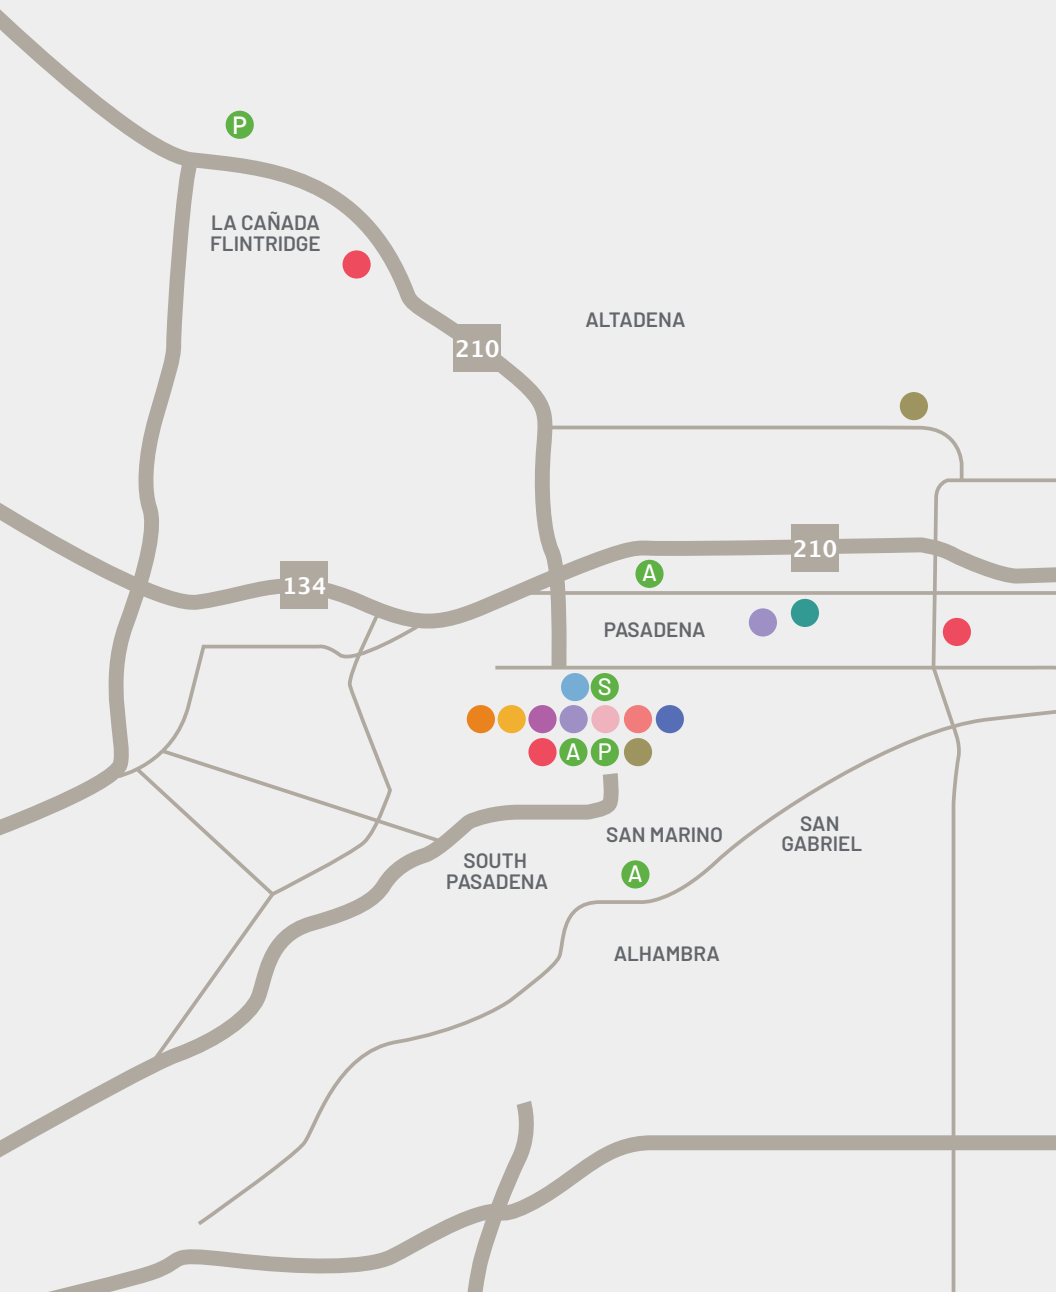 P
LA CAÑADA
FLINTRIDGE
ALTADENA
210
210
A
134
PASADENA
S
A P
SAN MARINO
SAN
GABRIEL
SOUTH
PASADENA
A
ALHAMBRA